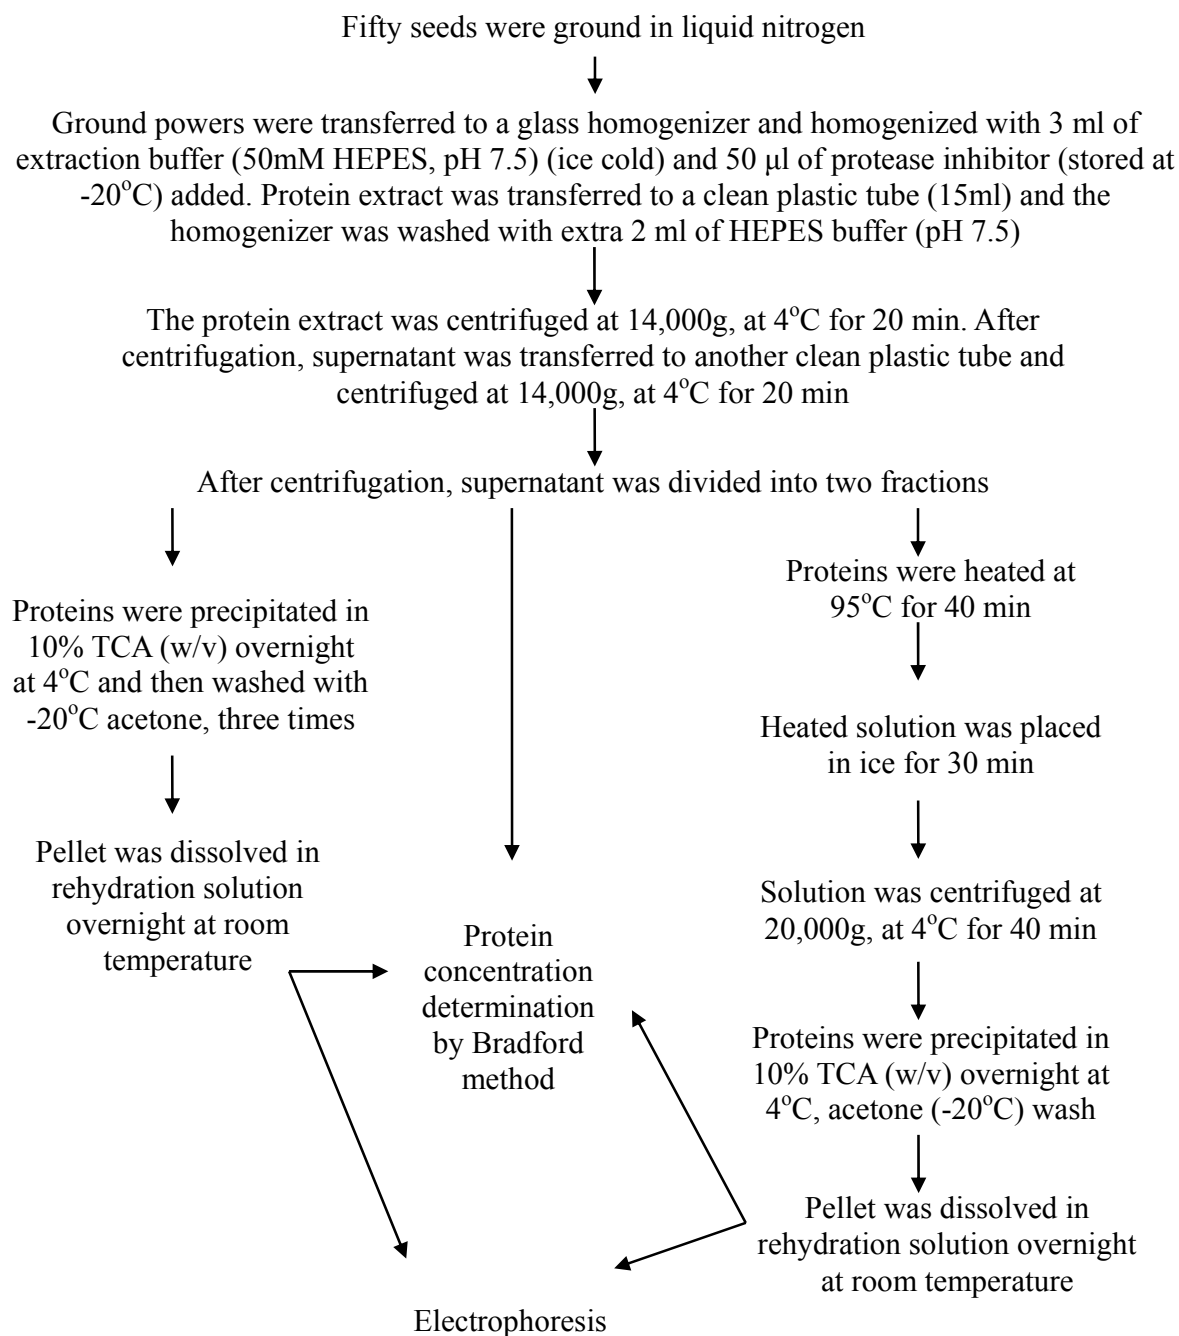 Fifty seeds were ground in liquid nitrogen
Ground powers were transferred to a glass homogenizer and homogenized with 3 ml of
extraction buffer (50mM HEPES, pH 7.5) (ice cold) and 50 μl of protease inhibitor (stored at
-20°C) added. Protein extract was transferred to a clean plastic tube (15ml) and the
homogenizer was washed with extra 2 ml of HEPES buffer (pH 7.5)
The protein extract was centrifuged at 14,000g, at 4°C for 20 min. After
centrifugation, supernatant was transferred to another clean plastic tube and
centrifuged at 14,000g, at 4°C for 20 min
After centrifugation, supernatant was divided into two fractions
Proteins were precipitated in
10% TCA (w/v) overnight
at 4°C and then washed with
-20°C acetone, three times
Pellet was dissolved in
rehydration solution
overnight at room
temperature
Protein
concentration
determination
by Bradford
method
Proteins were heated at
95°C for 40 min
Heated solution was placed
in ice for 30 min
Solution was centrifuged at
20,000g, at 4°C for 40 min
Proteins were precipitated in
10% TCA (w/v) overnight at
4°C, acetone (-20°C) wash
Pellet was dissolved in
rehydration solution overnight
at room temperature
Electrophoresis